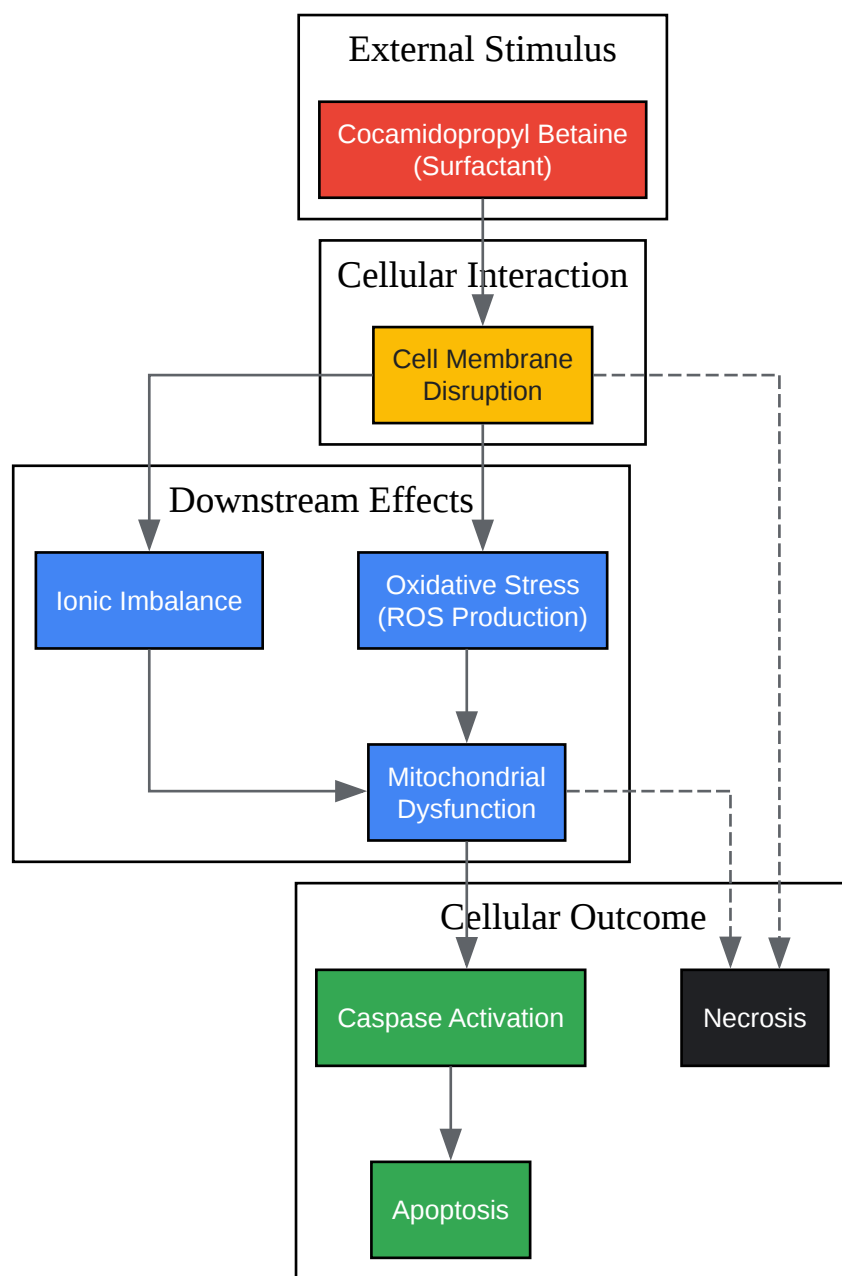 External Stimulus
Cocamidopropyl Betaine
(Surfactant)
Cellular Interaction
Cell Membrane
Disruption
Downstream Effects
Ionic Imbalance
Oxidative Stress
(ROS Production)
Mitochondrial
Dysfunction
Cellular Outcome
Caspase Activation
Necrosis
Apoptosis